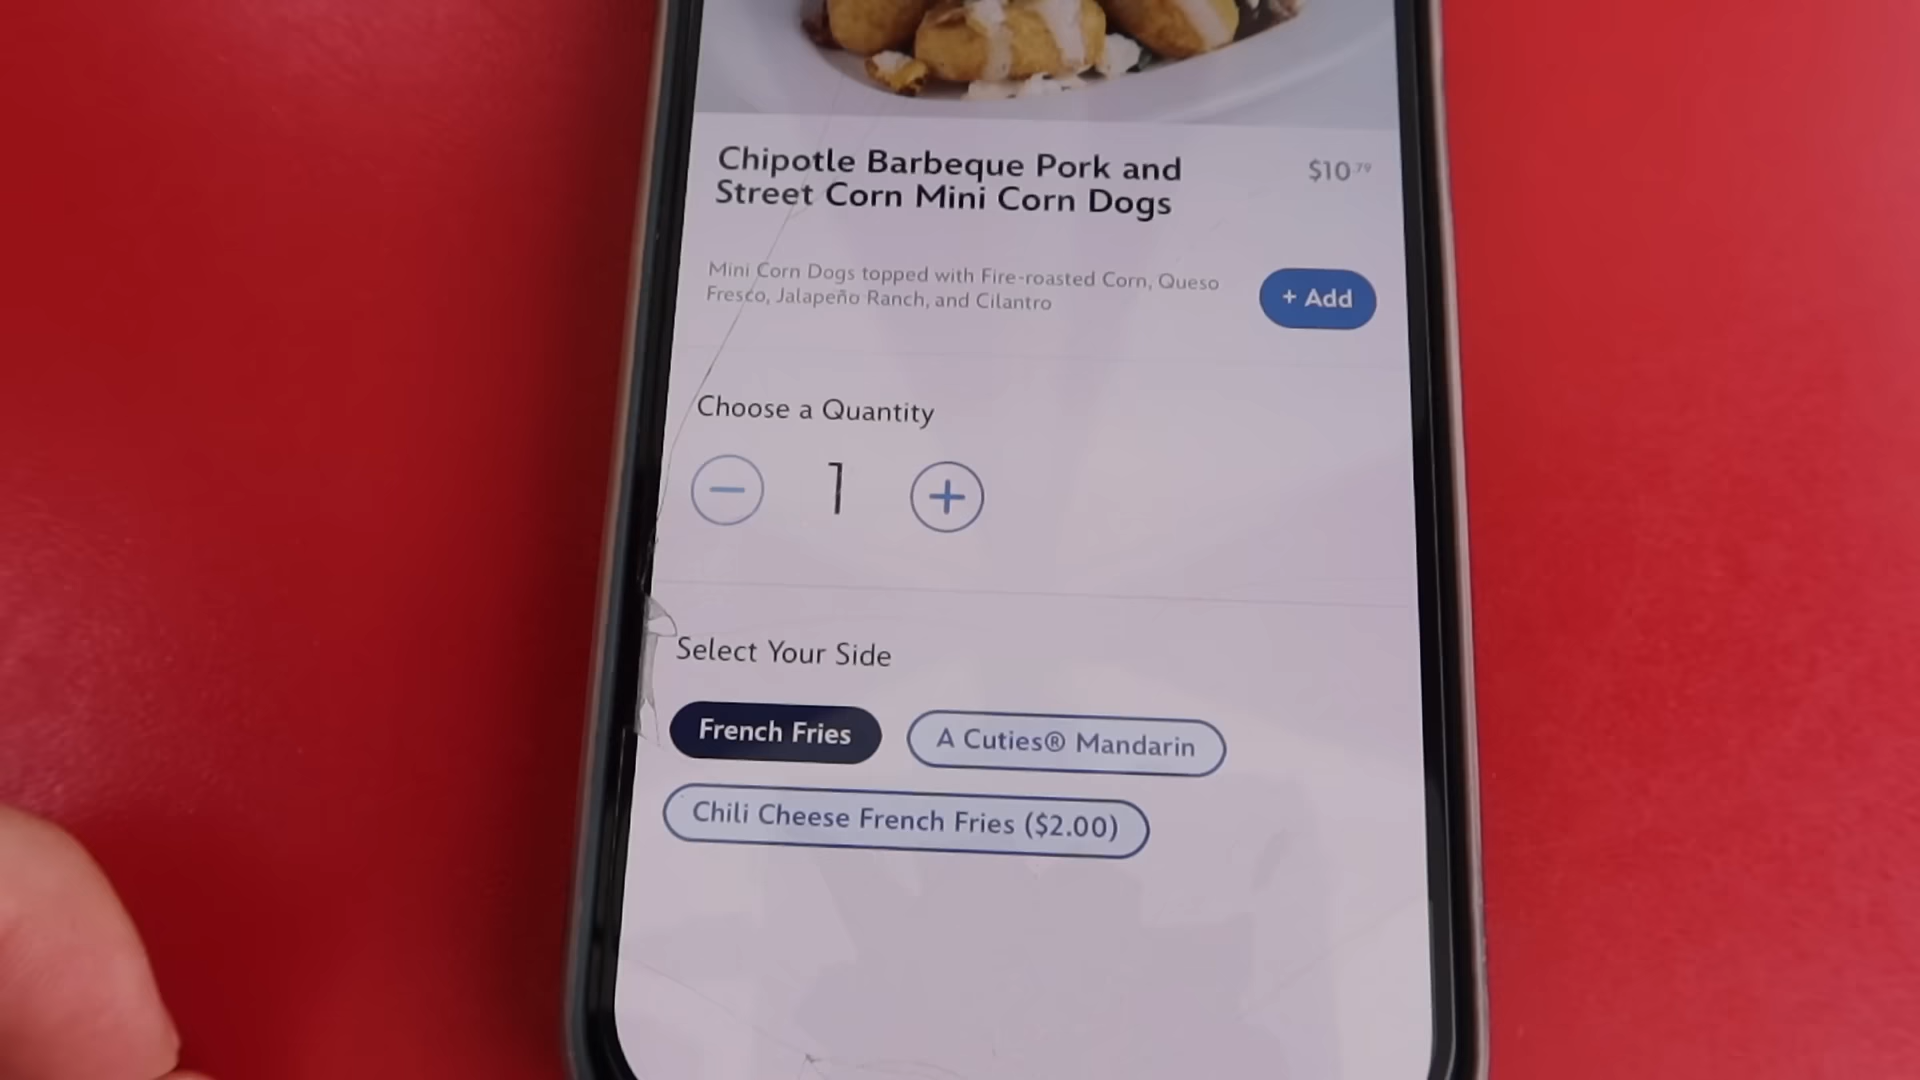 Chipotle Barbeque Pork and
Street Corn Mini Corn Dogs
$10.79
Mini Corn Dogs topped with Fire-roasted Corn, Queso
Fresco, Jalapeño Ranch, and Cilantro
+ Add
Choose a Quantity
1
Select Your Side
French Fries
A Cuties® Mandarin
Chili Cheese French Fries ($2.00)